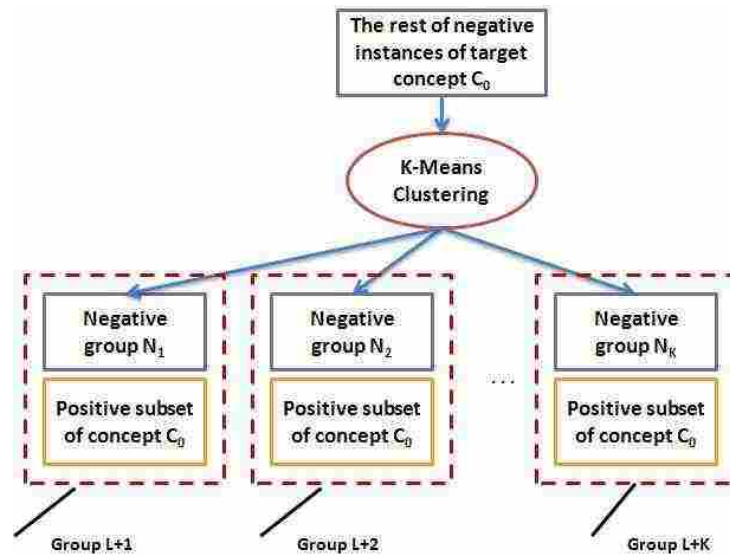 The rest of negative
instances of target
concept C₀
K-Means
Clustering
Negative
group N₁
Positive subset
of concept C₀
Negative
group N₂
Positive subset
of concept C₀
...
Negative
group Nₖ
Positive subset
of concept C₀
Group L+1
Group L+2
Group L+K